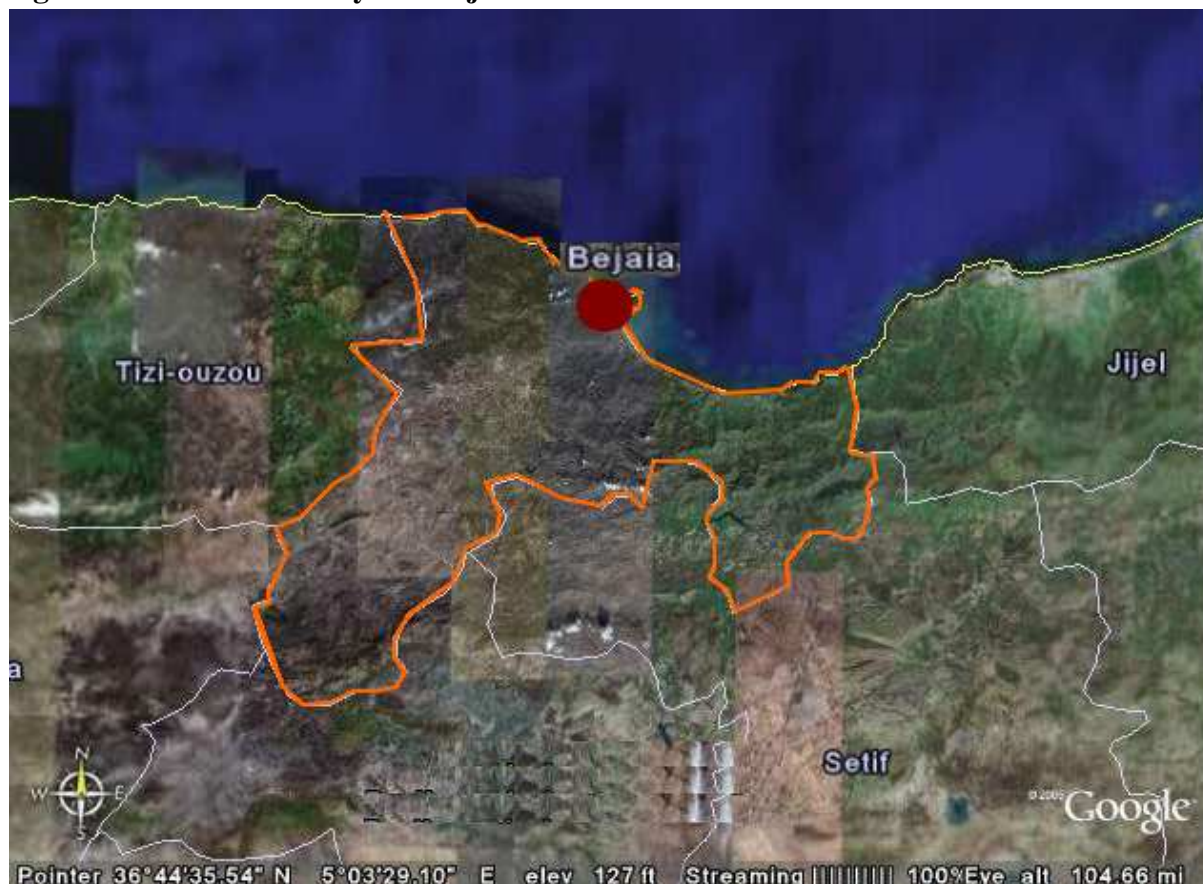 Bejaia
Tizi-ouzou
Jijel
a
Setif
N
W E
S
© 2005 Google
Pointer 36°44'35.54" N 5°03'29.10" E elev 127 ft Streaming ||||||||| 100% Eye alt 104.66 mi